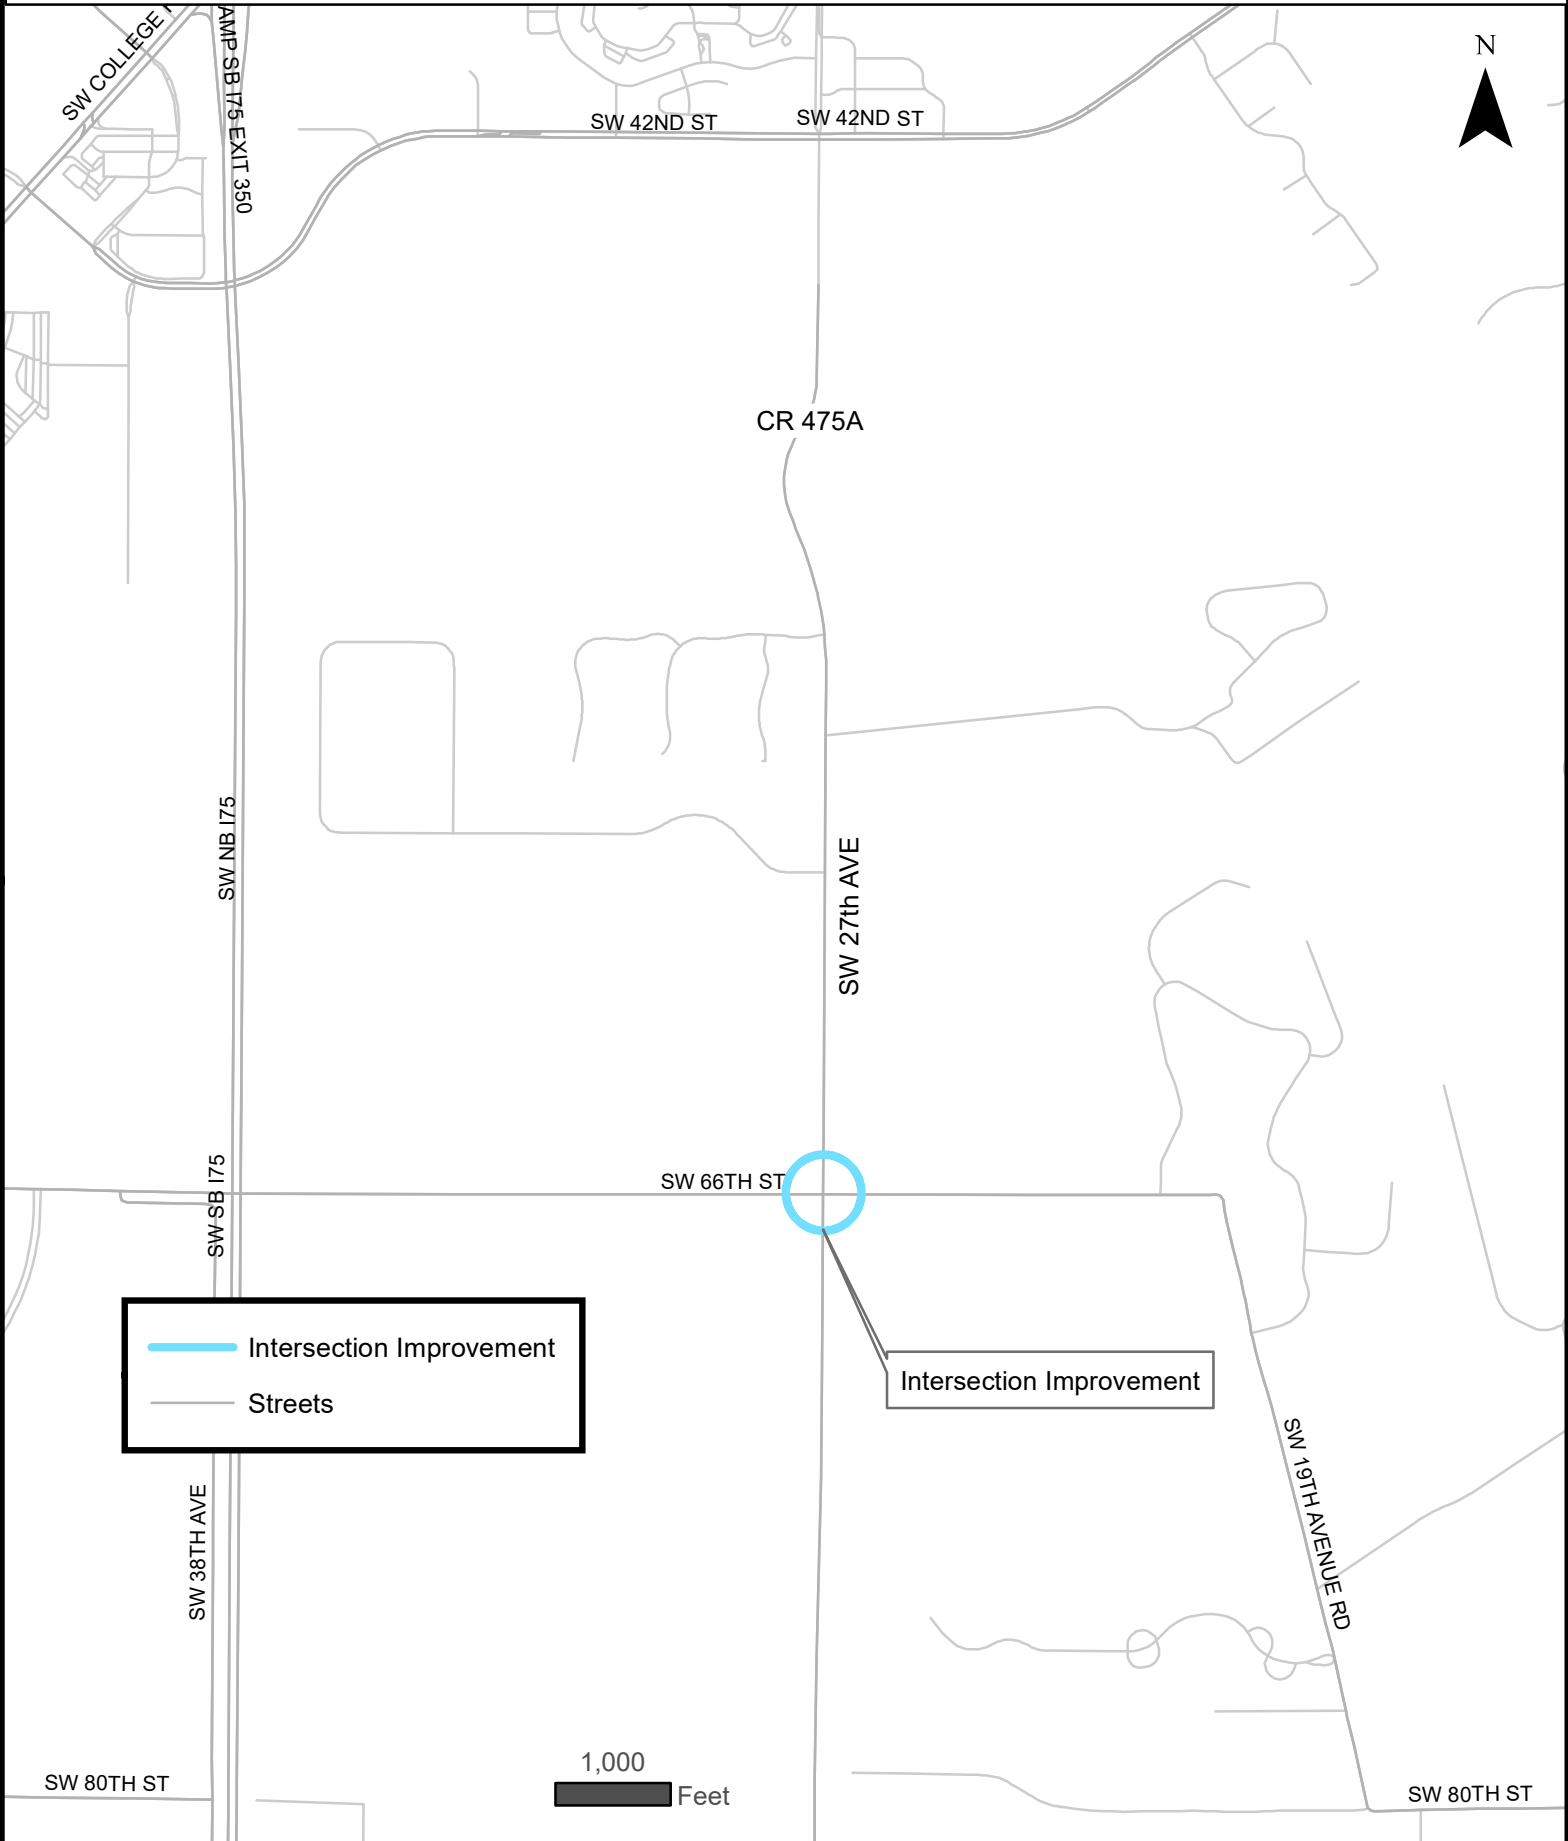 SW COLLEGE
AMP SB I75 EXIT 350
N
SW 42ND ST
SW 42ND ST
CR 475A
SW NB I75
SW 27th AVE
SW SB I75
SW 66TH ST
Intersection Improvement
Streets
Intersection Improvement
SW 19TH AVENUE RD
SW 38TH AVE
1,000
Feet
SW 80TH ST
SW 80TH ST